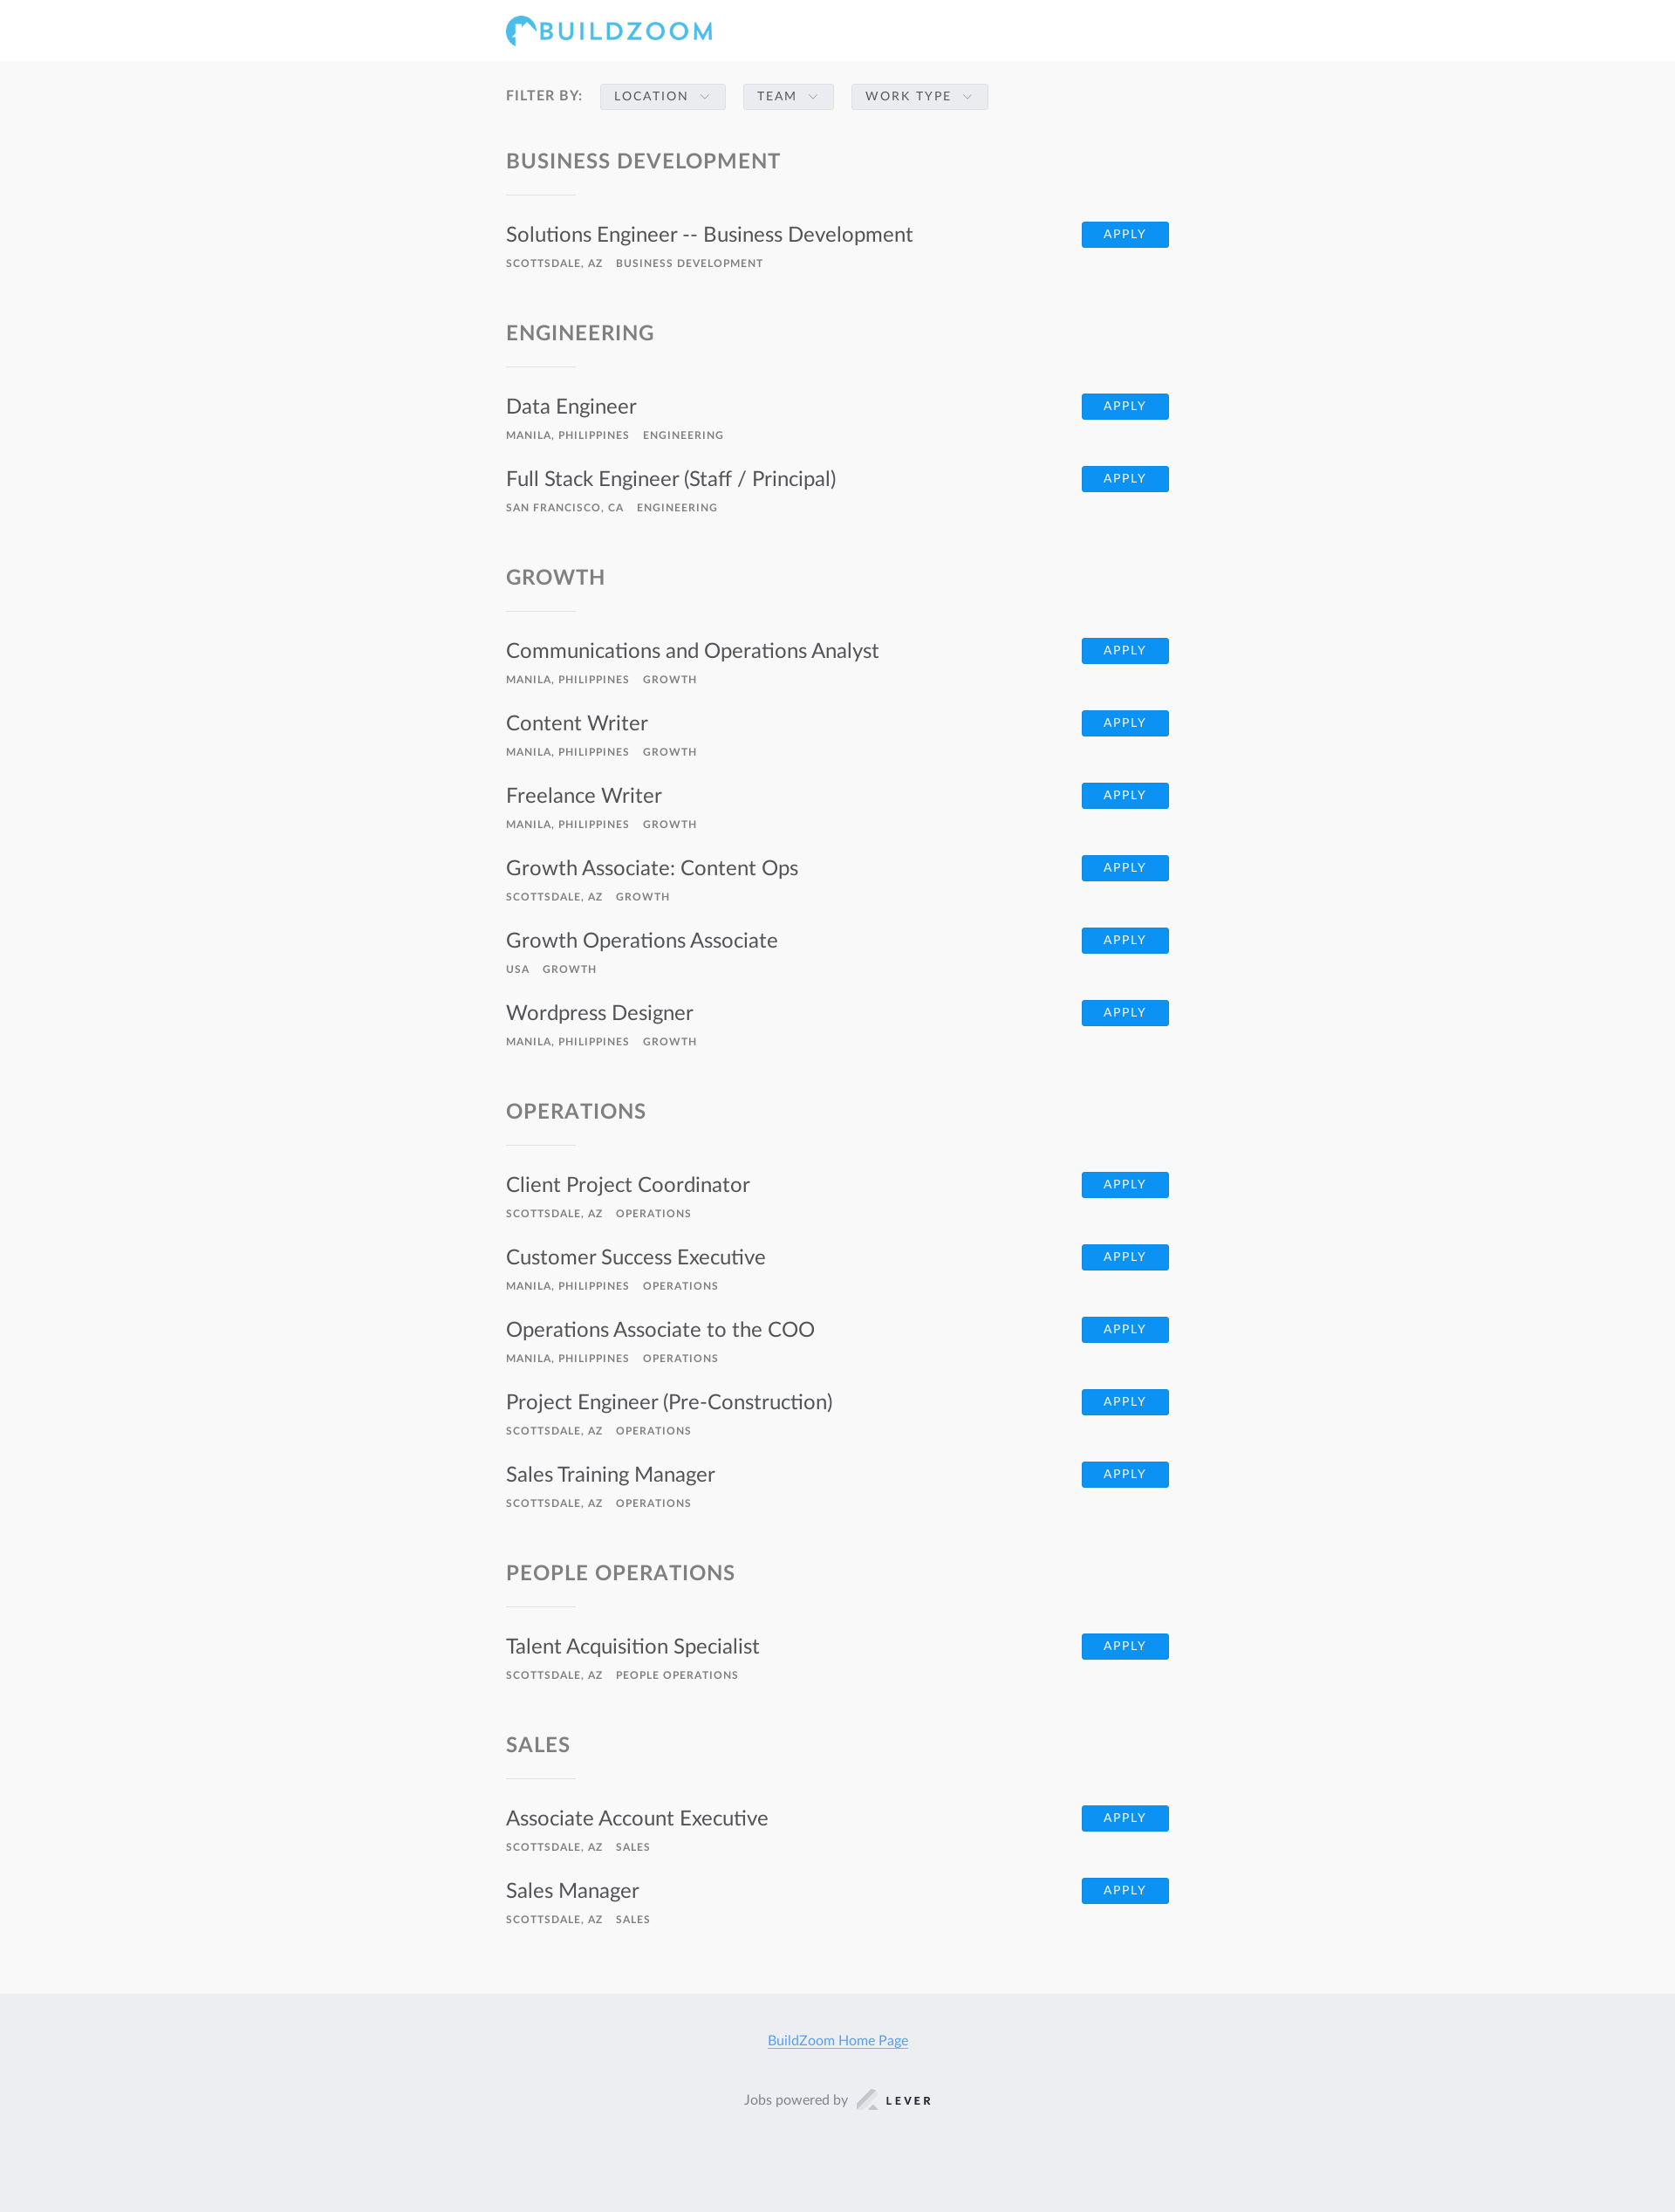 BUILDZOOM
FILTER BY: LOCATION TEAM WORK TYPE
BUSINESS DEVELOPMENT
Solutions Engineer -- Business Development APPLY
SCOTTSDALE, AZ BUSINESS DEVELOPMENT
ENGINEERING
Data Engineer APPLY
MANILA, PHILIPPINES ENGINEERING
Full Stack Engineer (Staff / Principal) APPLY
SAN FRANCISCO, CA ENGINEERING
GROWTH
Communications and Operations Analyst APPLY
MANILA, PHILIPPINES GROWTH
Content Writer APPLY
MANILA, PHILIPPINES GROWTH
Freelance Writer APPLY
MANILA, PHILIPPINES GROWTH
Growth Associate: Content Ops APPLY
SCOTTSDALE, AZ GROWTH
Growth Operations Associate APPLY
USA GROWTH
Wordpress Designer APPLY
MANILA, PHILIPPINES GROWTH
OPERATIONS
Client Project Coordinator APPLY
SCOTTSDALE, AZ OPERATIONS
Customer Success Executive APPLY
MANILA, PHILIPPINES OPERATIONS
Operations Associate to the COO APPLY
MANILA, PHILIPPINES OPERATIONS
Project Engineer (Pre-Construction) APPLY
SCOTTSDALE, AZ OPERATIONS
Sales Training Manager APPLY
SCOTTSDALE, AZ OPERATIONS
PEOPLE OPERATIONS
Talent Acquisition Specialist APPLY
SCOTTSDALE, AZ PEOPLE OPERATIONS
SALES
Associate Account Executive APPLY
SCOTTSDALE, AZ SALES
Sales Manager APPLY
SCOTTSDALE, AZ SALES
BuildZoom Home Page
Jobs powered by LEVER